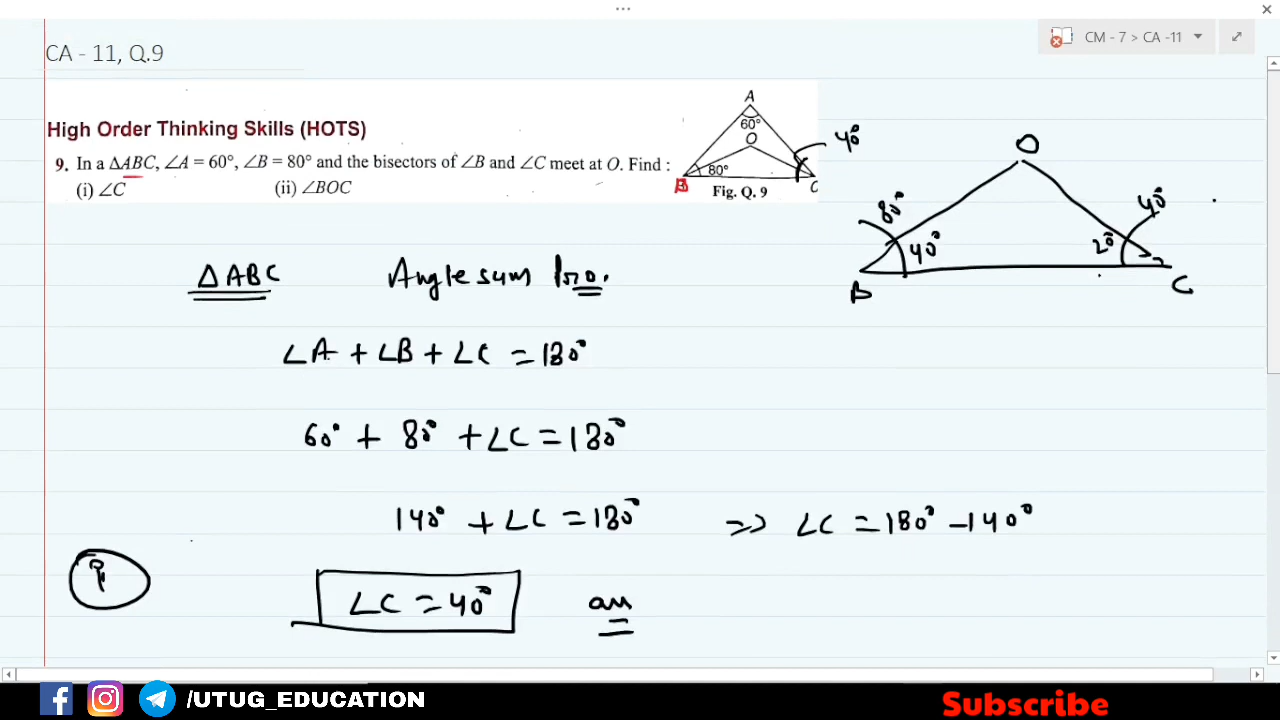 CA - 11, Q.9
CM - 7 > CA -11
High Order Thinking Skills (HOTS)
9. In a ΔABC, ∠A = 60°, ∠B = 80° and the bisectors of ∠B and ∠C meet at O. Find :
(i) ∠C (ii) ∠BOC
A
60°
O
80°
B
C
40°
Fig. Q. 9
O
80°
40°
20°
40°
B
C
ΔABC Angle sum pro.
∠A + ∠B + ∠C = 180°
60° + 80° + ∠C = 180°
140° + ∠C = 180° => ∠C = 180° - 140°
∠C = 40° ans
/UTUG_EDUCATION
Subscribe